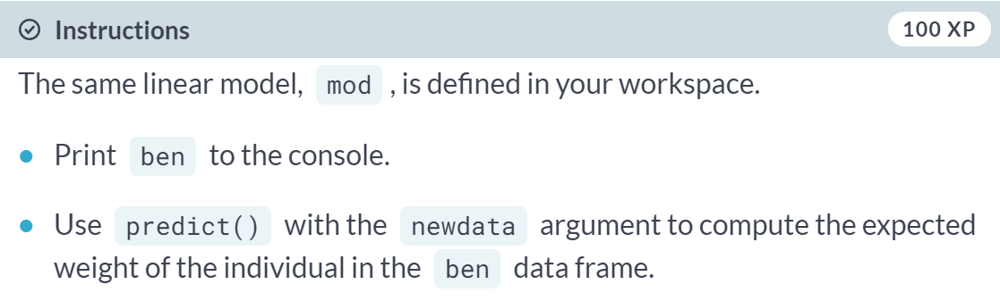 Instructions 100 XP
The same linear model, mod , is defined in your workspace.
Print ben to the console.
Use predict() with the newdata argument to compute the expected
weight of the individual in the ben data frame.